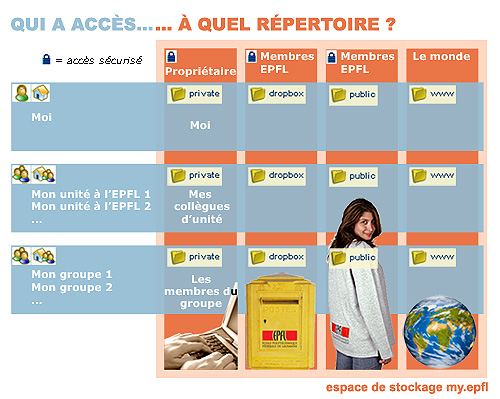 QUI A ACCÈS...... À QUEL RÉPERTOIRE ?
= accès sécurisé
Propriétaire
Membres
EPFL
Membres
EPFL
Le monde
private
dropbox
public
www
Moi
Moi
private
dropbox
public
www
Mon unité à l'EPFL 1
Mon unité à l'EPFL 2
...
Mes
collègues
d'unité
private
dropbox
public
www
Mon groupe 1
Mon groupe 2
...
Les
membres du
groupe
EPFL
espace de stockage my.epfl